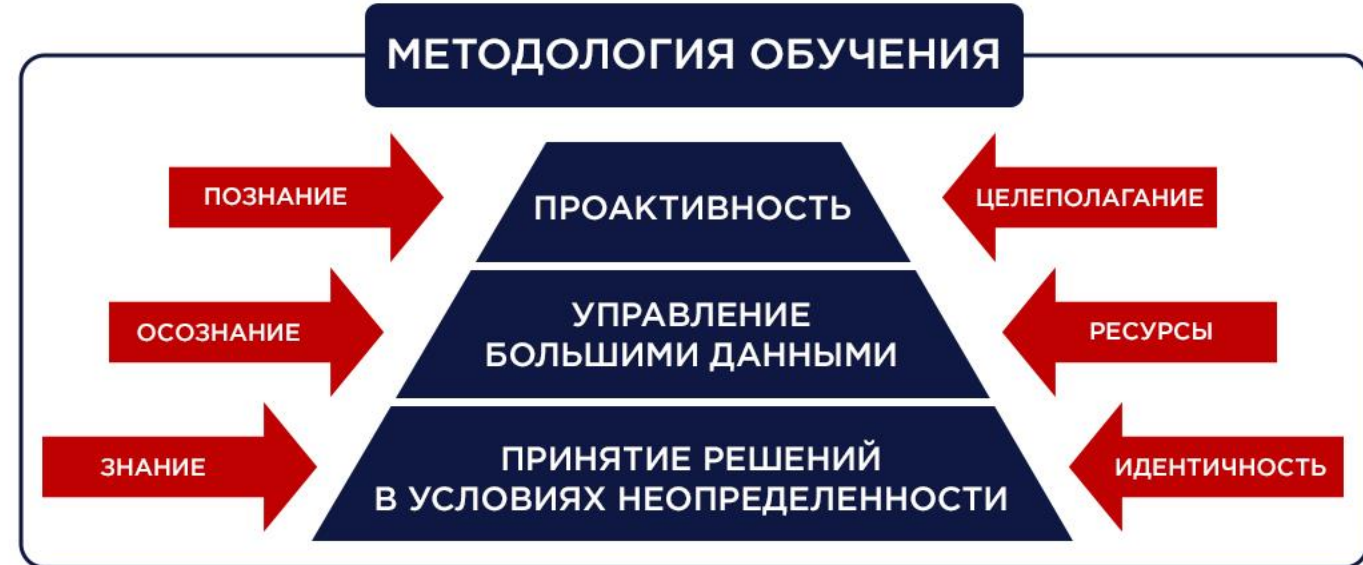 МЕТОДОЛОГИЯ ОБУЧЕНИЯ
ПОЗНАНИЕ
ПРОАКТИВНОСТЬ
ЦЕЛЕПОЛАГАНИЕ
ОСОЗНАНИЕ
УПРАВЛЕНИЕ
БОЛЬШИМИ ДАННЫМИ
РЕСУРСЫ
ЗНАНИЕ
ПРИНЯТИЕ РЕШЕНИЙ
В УСЛОВИЯХ НЕОПРЕДЕЛЕННОСТИ
ИДЕНТИЧНОСТЬ